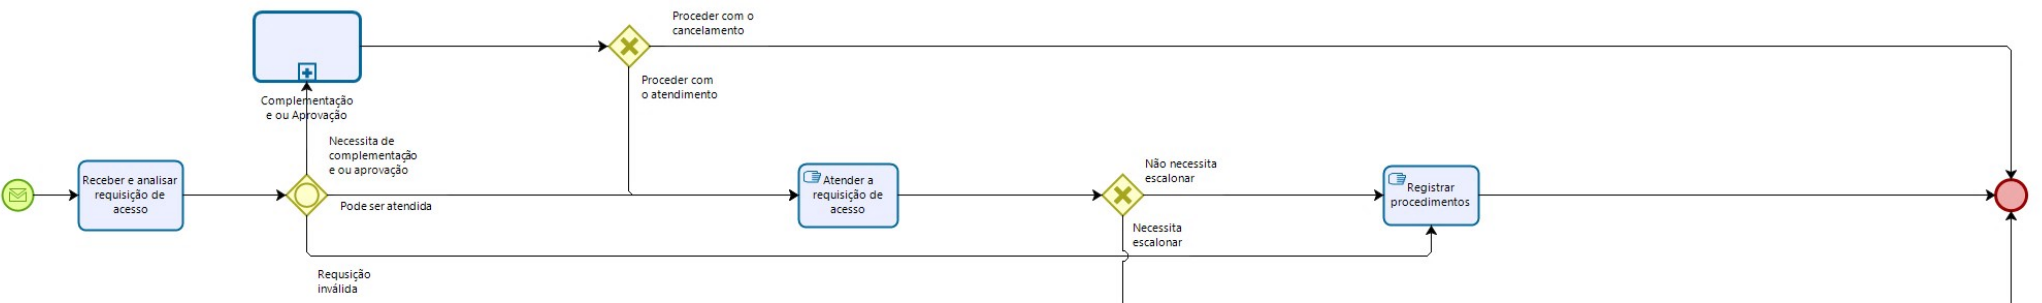 Proceder com o
cancelamento
Proceder com
o atendimento
Complementação
e ou Aprovação
Necessita de
complementação
e ou aprovação
Receber e analisar
requisição de
acesso
Pode ser atendida
Requsição
inválida
Atender a
requisição de
acesso
Não necessita
escalonar
Necessita
escalonar
Registrar
procedimentos